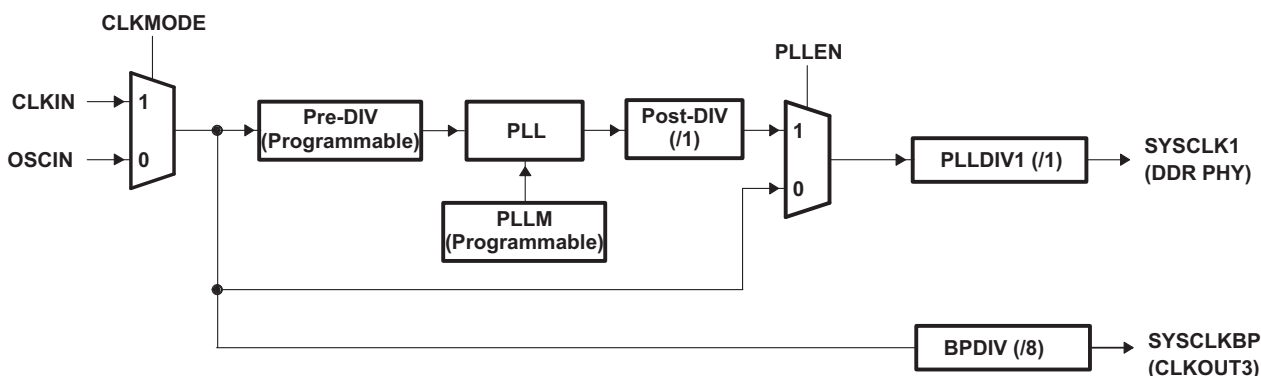 CLKMODE
PLLEN
CLKIN
1
OSCIN
0
Pre-DIV
(Programmable)
PLL
Post-DIV
(/1)
1
0
PLLM
(Programmable)
PLLDIV1 (/1)
SYSCLK1
(DDR PHY)
BPDIV (/8)
SYSCLKBP
(CLKOUT3)